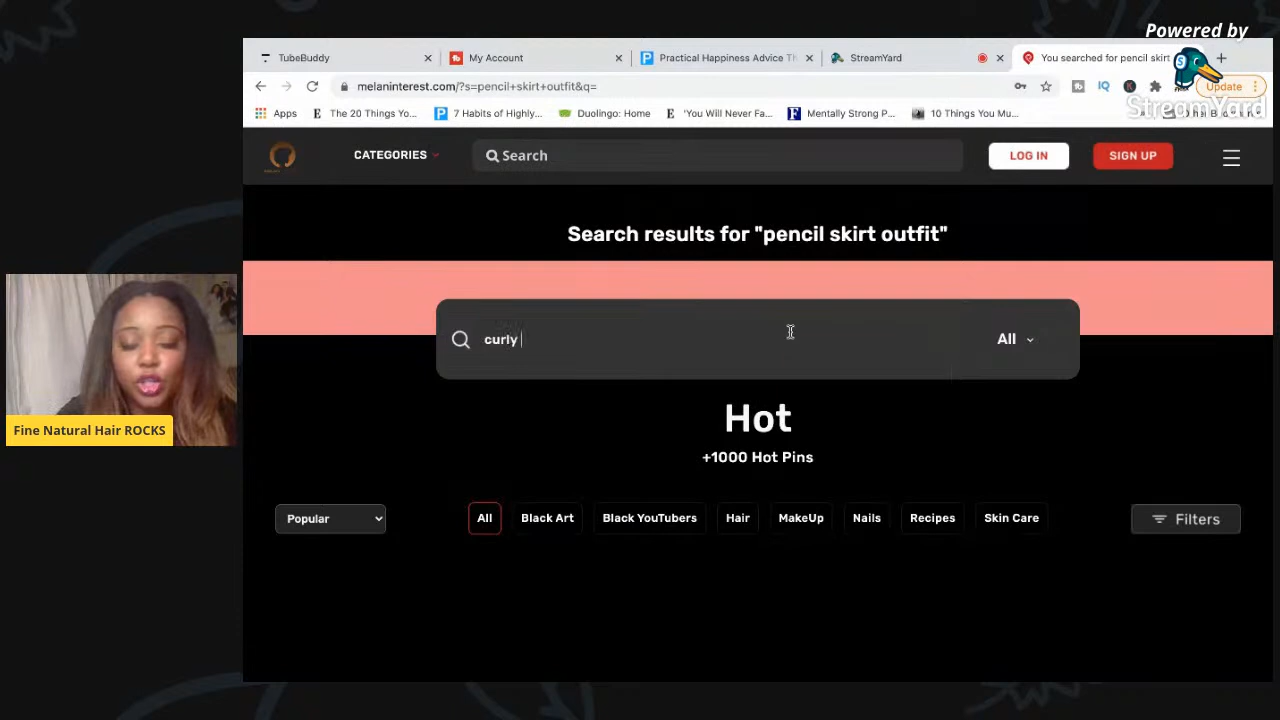 Powered by
StreamYard
TubeBuddy
My Account
Practical Happiness Advice Th
StreamYard
You searched for pencil skirt
melaninterest.com/?s=pencil+skirt+outfit&q=
IQ
Update
Apps
The 20 Things Yo...
7 Habits of Highly...
Duolingo: Home
'You Will Never Fa...
Mentally Strong P...
10 Things You Mu...
CATEGORIES
Search
LOG IN
SIGN UP
Search results for "pencil skirt outfit"
curly
All
Fine Natural Hair ROCKS
Hot
+1000 Hot Pins
Popular
All
Black Art
Black YouTubers
Hair
MakeUp
Nails
Recipes
Skin Care
Filters